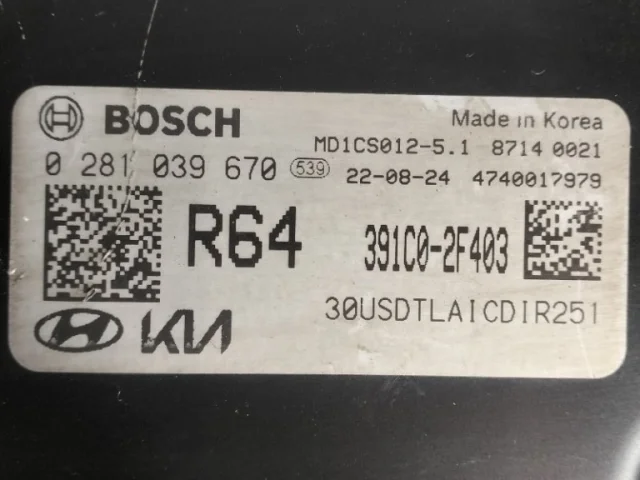 BOSCH
Made in Korea
MD1CS012-5.1 8714 0021
0 281 039 670 539
22-08-24 4740017979
R64
391C0-2F403
30USDTLAICDIR251
KIA